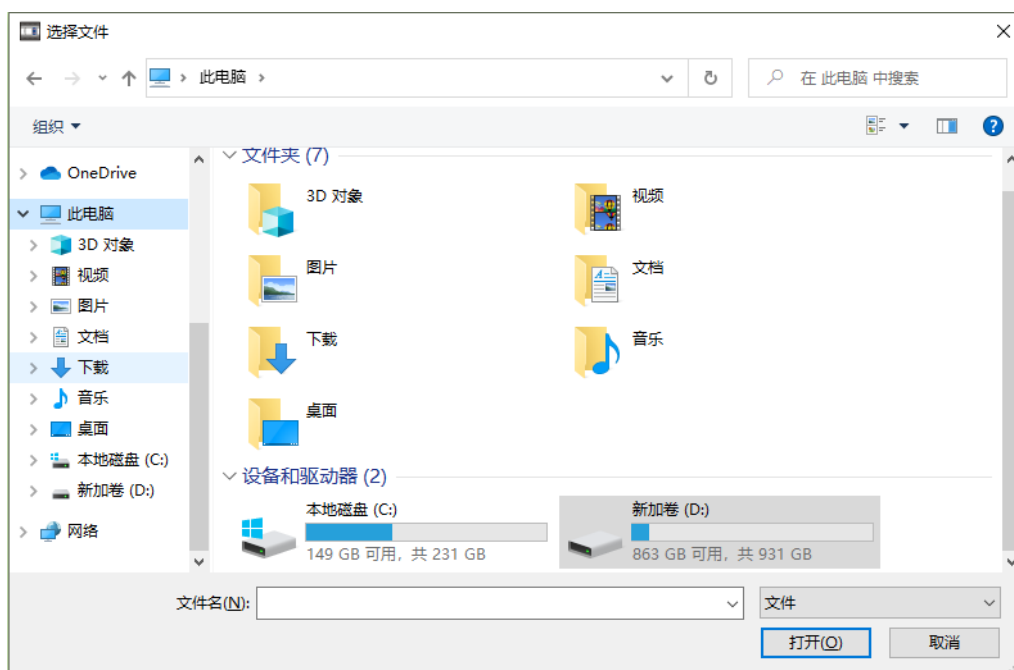 选择文件
此电脑
在 此电脑 中搜索
组织
OneDrive
此电脑
3D 对象
视频
图片
文档
下载
音乐
桌面
本地磁盘 (C:)
新加卷 (D:)
网络
文件夹 (7)
3D 对象
视频
图片
文档
下载
音乐
桌面
设备和驱动器 (2)
本地磁盘 (C:)
149 GB 可用，共 231 GB
新加卷 (D:)
863 GB 可用，共 931 GB
文件名(N):
文件
打开(O)
取消